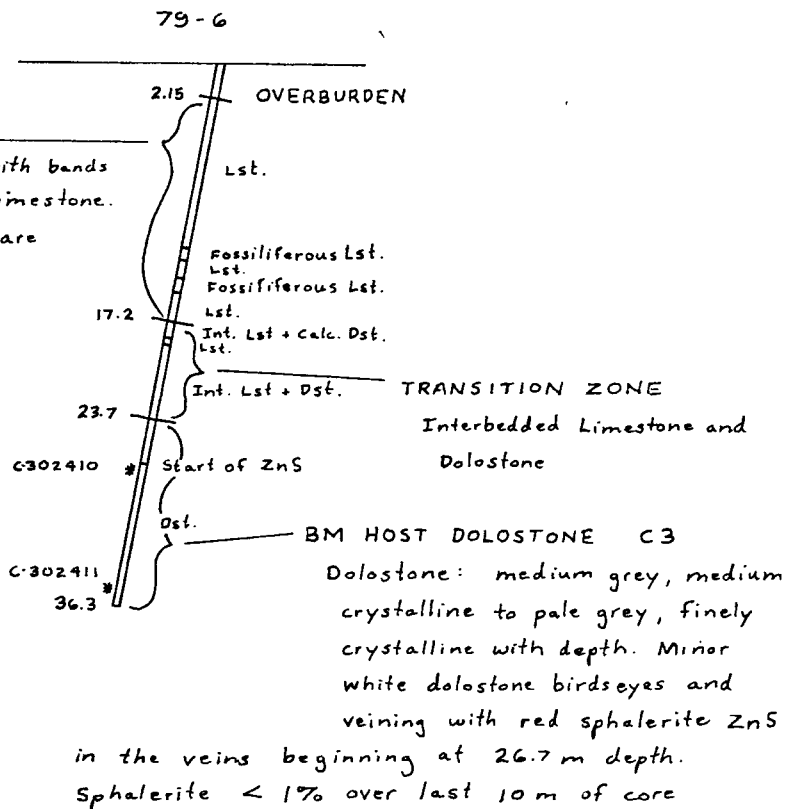 79-6
2.15 OVERBURDEN
ith bands
imestone.
are
Lst.
Fossiliferous Lst.
Lst.
Fossiliferous Lst.
Lst.
17.2
Int. Lst + Calc. Dst.
Lst.
Int. Lst + Dst.
TRANSITION ZONE
Interbedded Limestone and
Dolostone
23.7
C-302410 * Start of ZnS
Dst.
BM HOST DOLOSTONE C3
Dolostone: medium grey, medium
crystalline to pale grey, finely
crystalline with depth. Minor
white dolostone birdseyes and
veining with red sphalerite ZnS
in the veins beginning at 26.7 m depth.
Sphalerite < 1% over last 10 m of core
C-302411 *
36.3